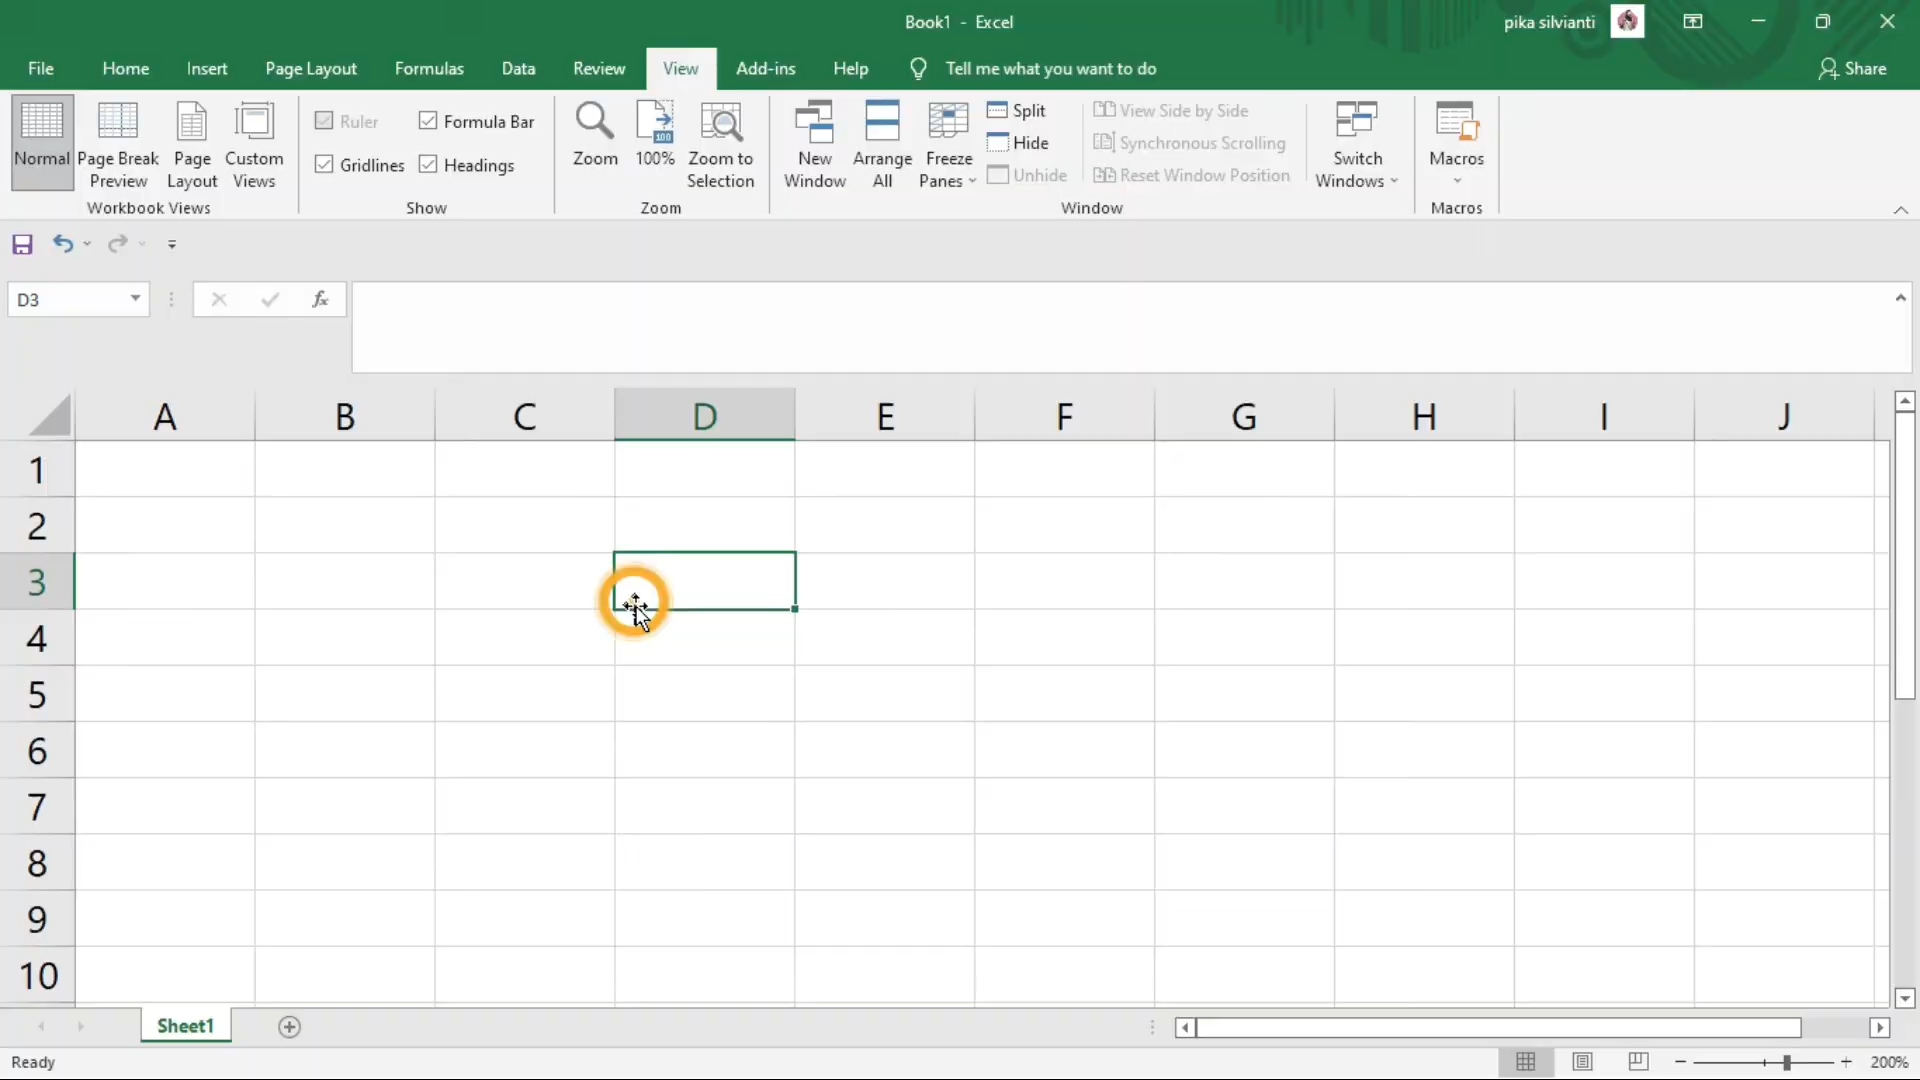 Book1 - Excel
pika silvianti
File Home Insert Page Layout Formulas Data Review View Add-ins Help Tell me what you want to do Share
Normal
Page Break Preview
Page Layout
Custom Views
Workbook Views
Ruler
Formula Bar
Gridlines
Headings
Show
Zoom
100
100%
Zoom to Selection
Zoom
New Window
Arrange All
Freeze Panes
Split
Hide
Unhide
View Side by Side
Synchronous Scrolling
Reset Window Position
Switch Windows
Window
Macros
Macros
D3
fx
A B C D E F G H I J
1
2
3
4
5
6
7
8
9
10
Sheet1
Ready
200%